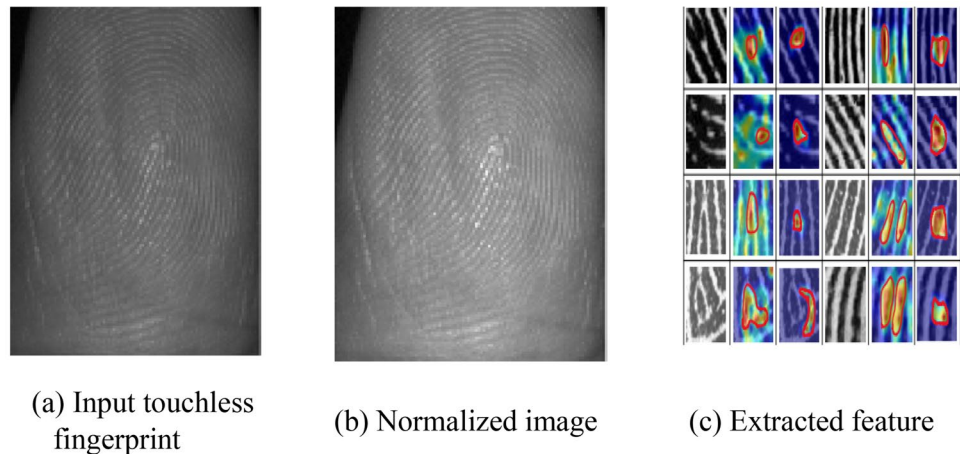 (a) Input touchless
fingerprint
(b) Normalized image
(c) Extracted feature